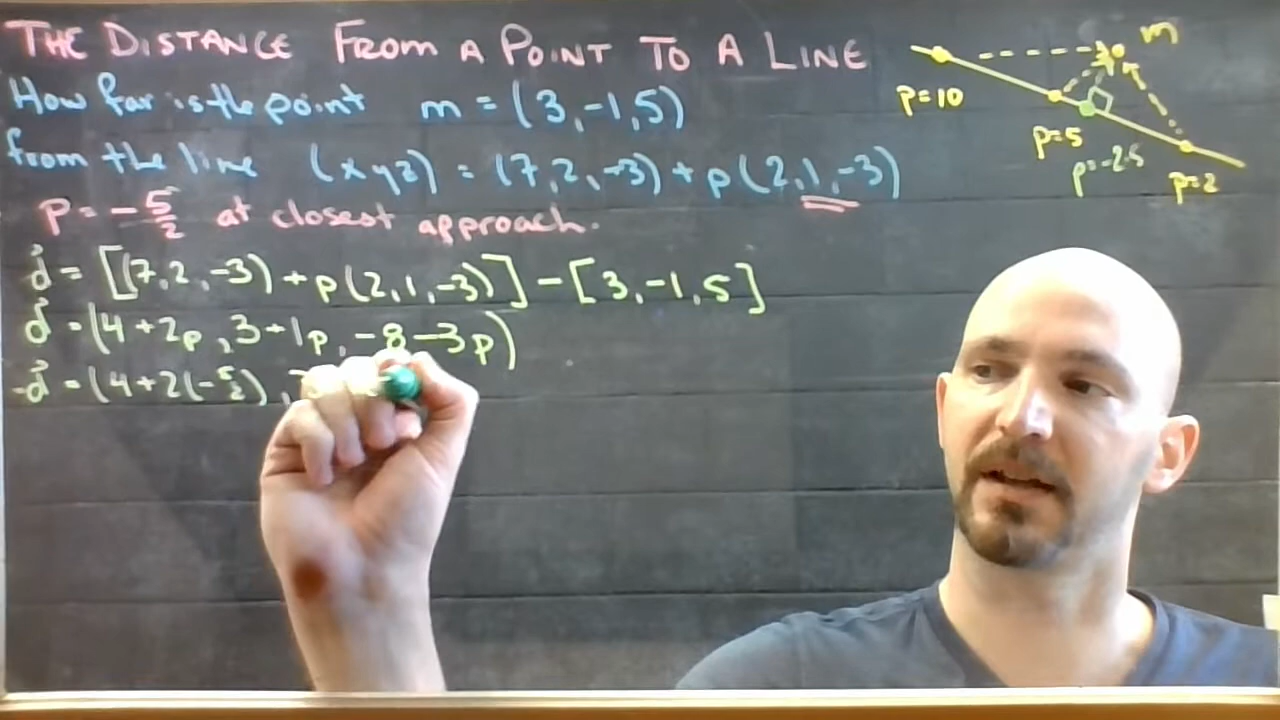 THE DISTANCE FROM A POINT TO A LINE
How far is the point m = (3,-1,5)
from the line (xyz) = (7,2,-3) + p(2,1,-3)
P = -5/2 at closest approach.
d⃗ = [(7,2,-3) + p(2,1,-3)] - [3,-1,5]
d⃗ = (4+2p, 3+1p, -8-3p)
d⃗ = (4+2(-5/2),
m
p=10
p=5
p=-2.5
p=2